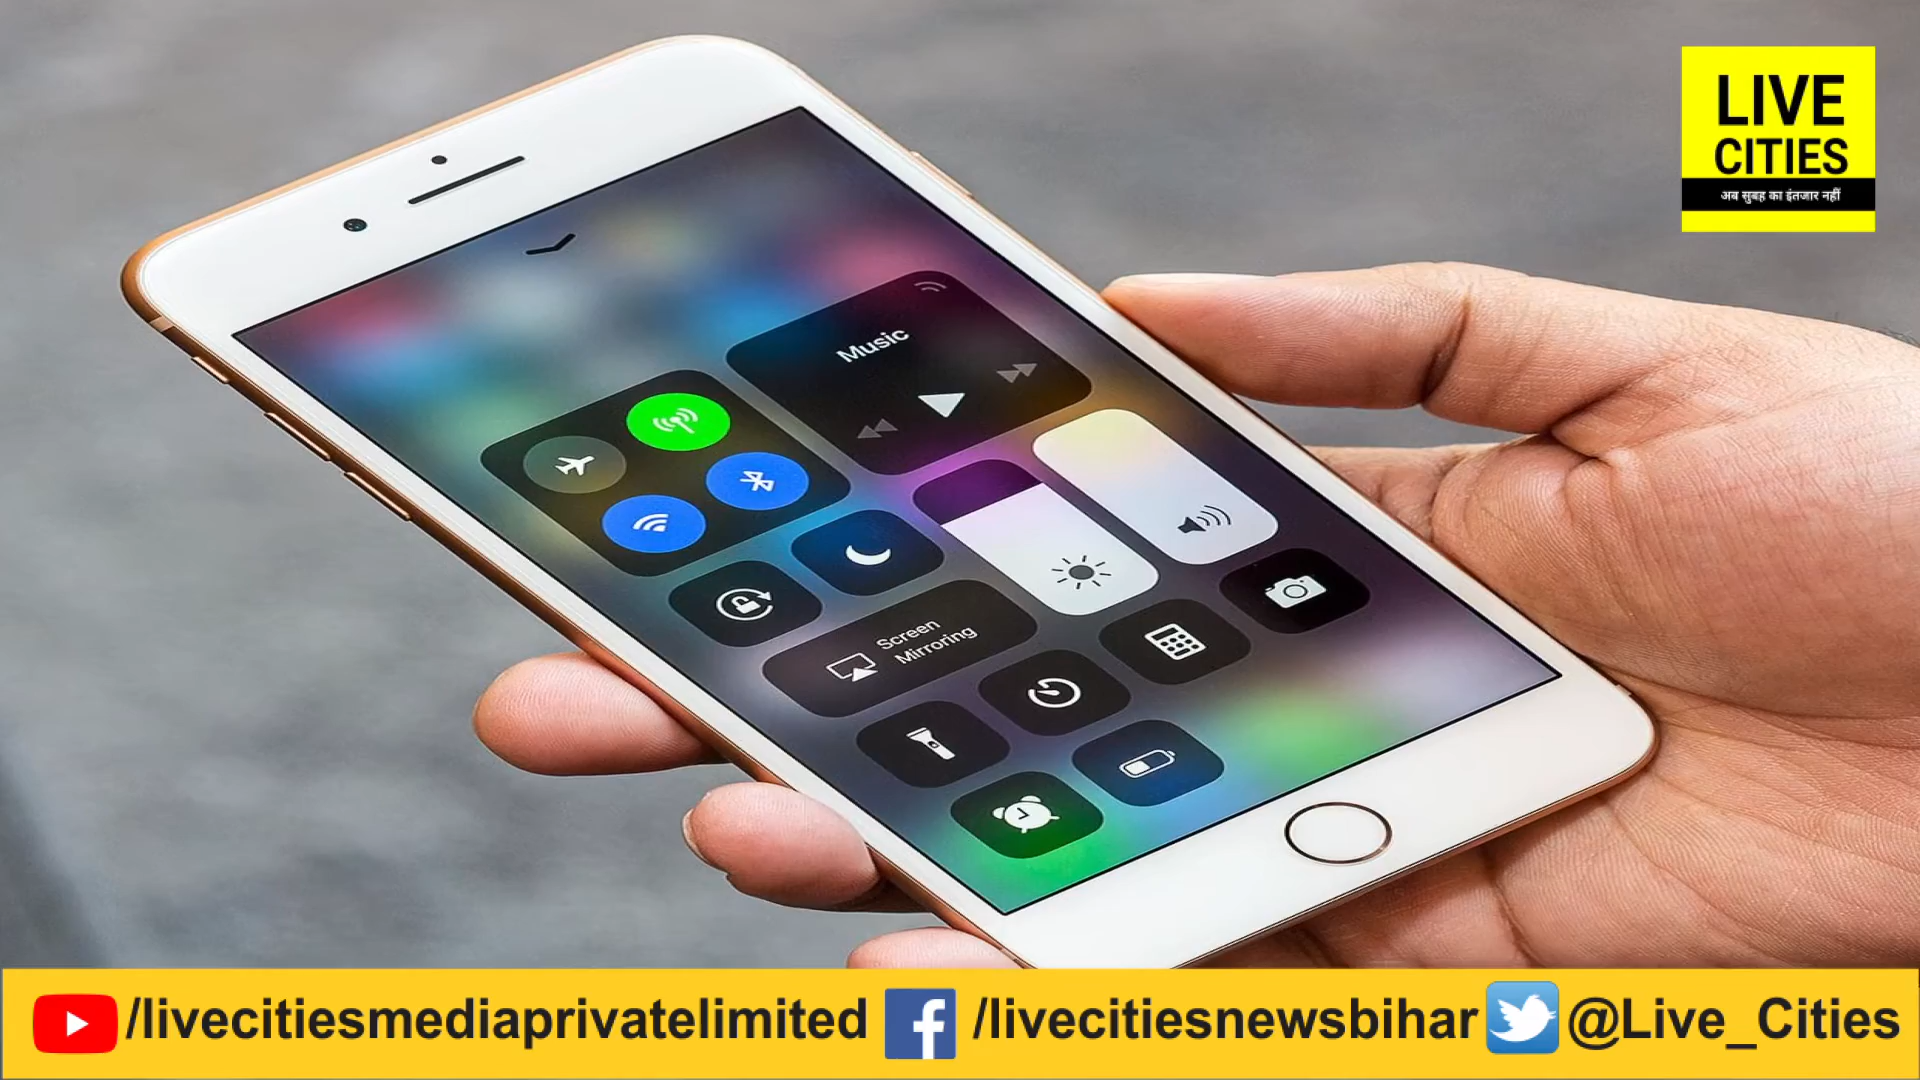 LIVE
CITIES
अब सुबह का इंतजार नहीं
Music
Screen
Mirroring
/livecitiesmediaprivatelimited
/livecitiesnewsbihar
@Live_Cities